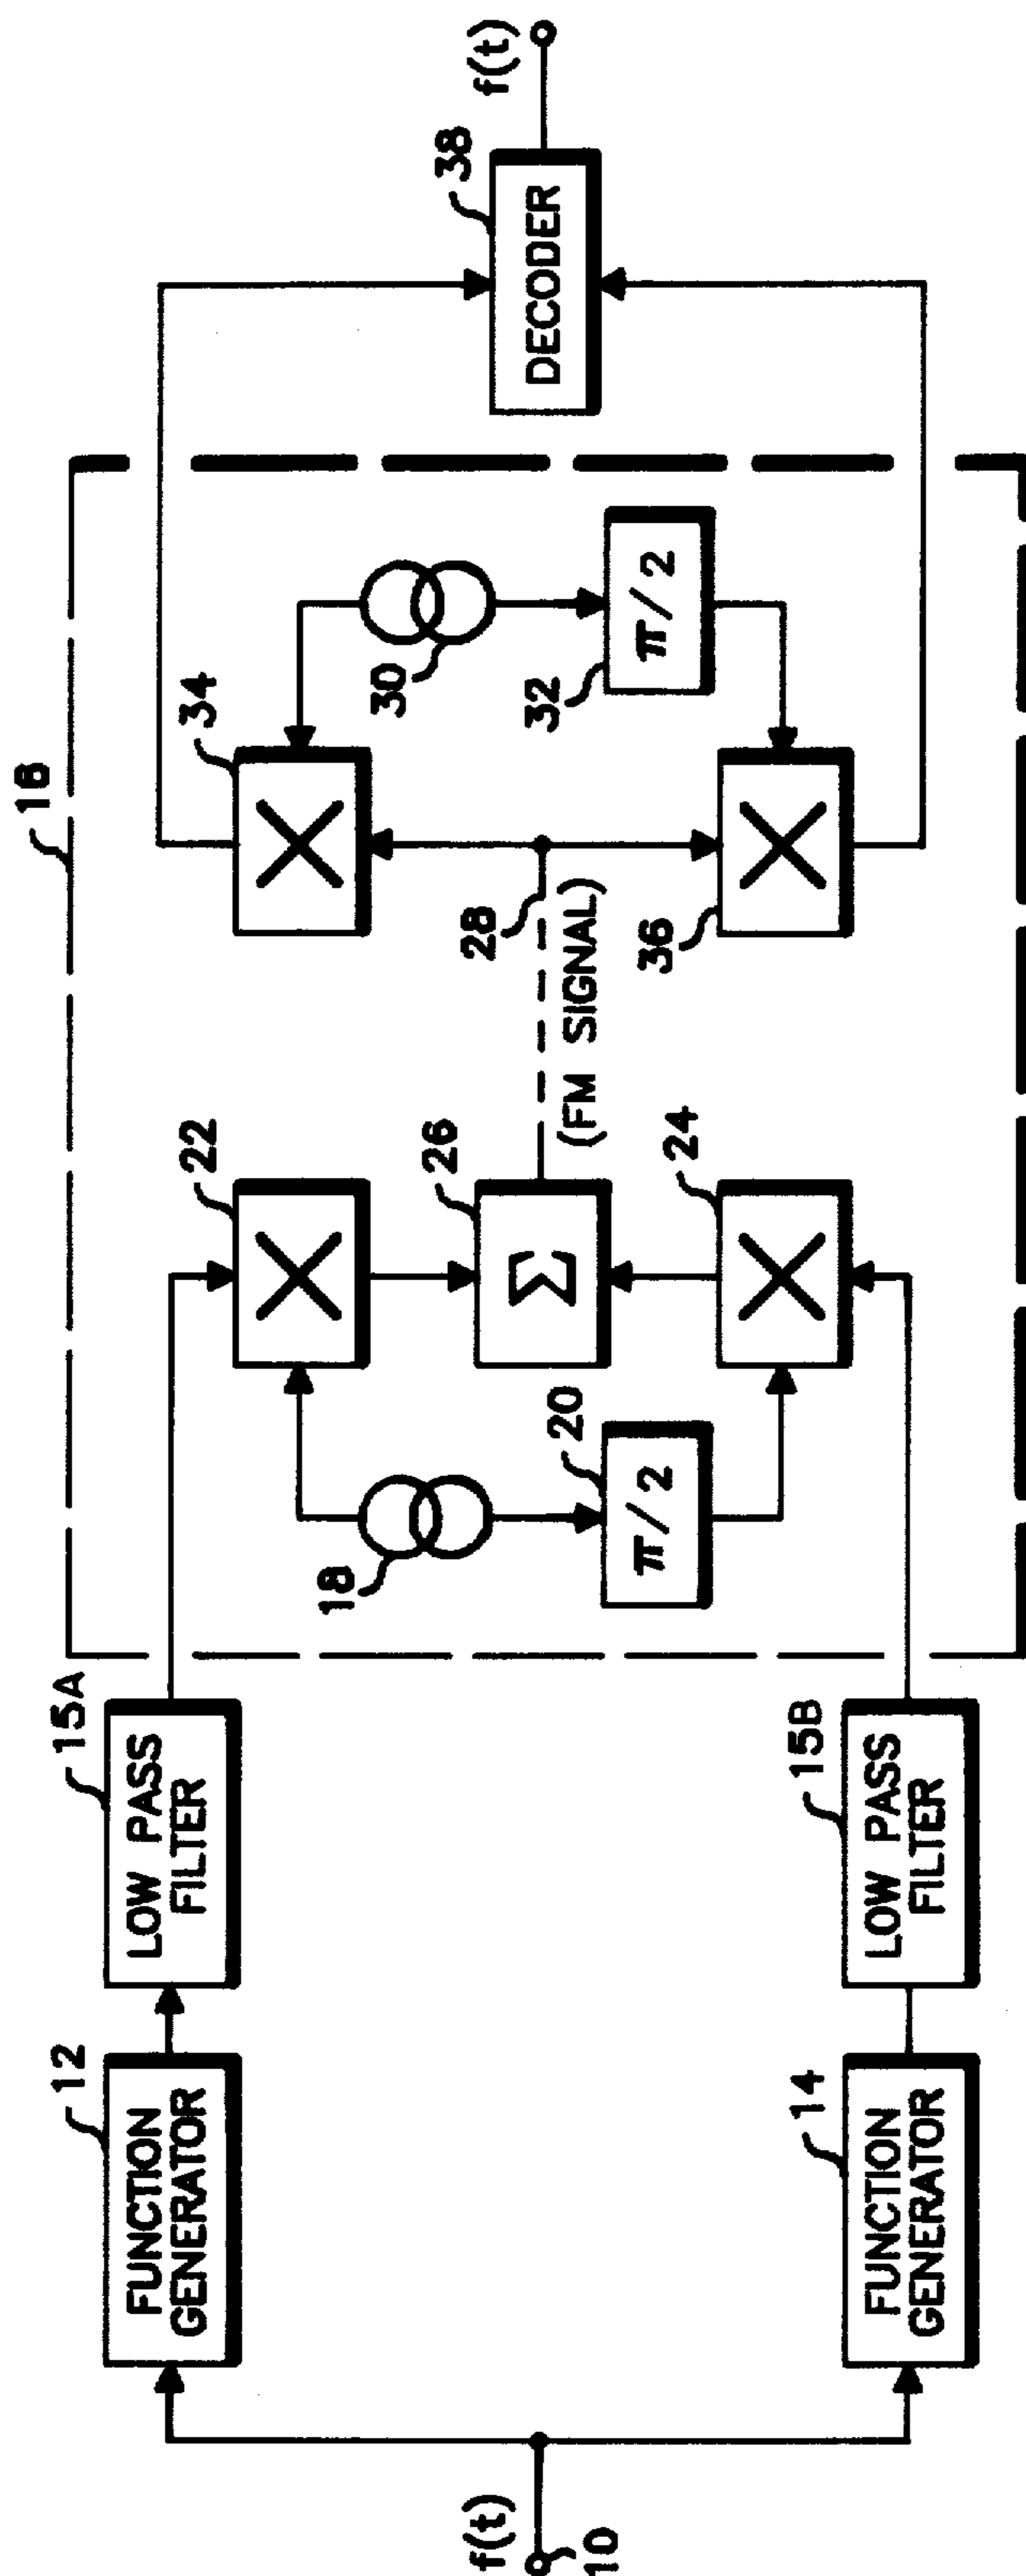 16
12
15A
22
34
FUNCTION
GENERATOR
LOW PASS
FILTER
X
X
18
30
38
f(t)
10
26
Σ
28
(FM SIGNAL)
DECODER
f(t)
20
π/2
32
π/2
14
15B
24
36
FUNCTION
GENERATOR
LOW PASS
FILTER
X
X